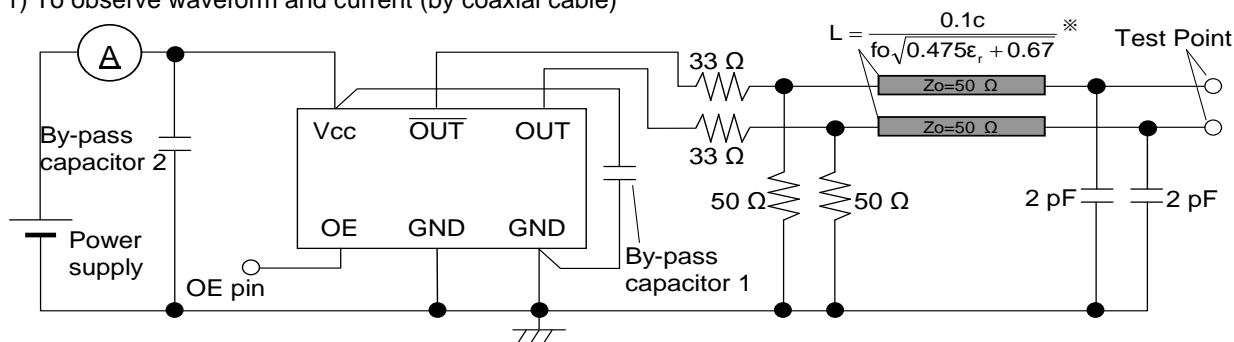 1) To observe waveform and current (by coaxial cable)
A
By-pass
capacitor 2
Power
supply
OE pin
Vcc
OUT
OUT
OE
GND
GND
33 Ω
33 Ω
50 Ω
50 Ω
By-pass
capacitor 1
L = 0.1c / fo√0.475εr + 0.67 ※
Zo=50 Ω
Zo=50 Ω
Test Point
2 pF
2 pF